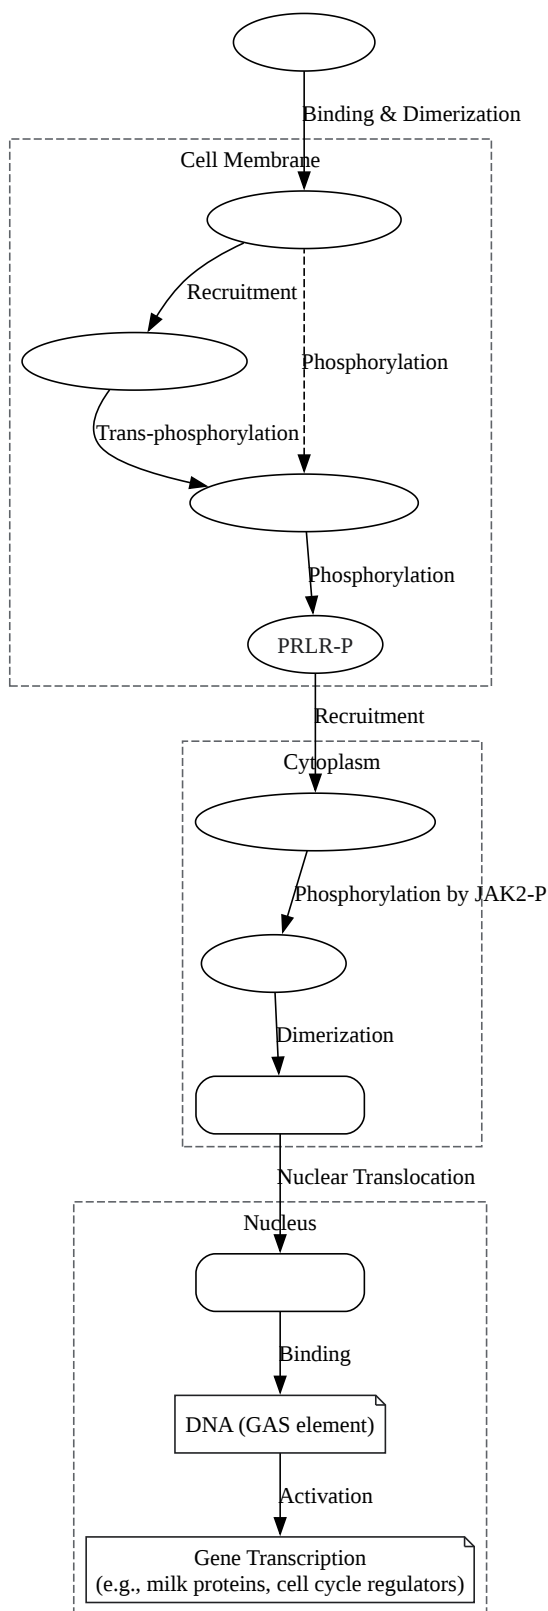 Binding & Dimerization
Cell Membrane
Recruitment
Phosphorylation
Trans-phosphorylation
Phosphorylation
PRLR-P
Recruitment
Cytoplasm
Phosphorylation by JAK2-P
Dimerization
Nuclear Translocation
Nucleus
Binding
DNA (GAS element)
Activation
Gene Transcription
(e.g., milk proteins, cell cycle regulators)